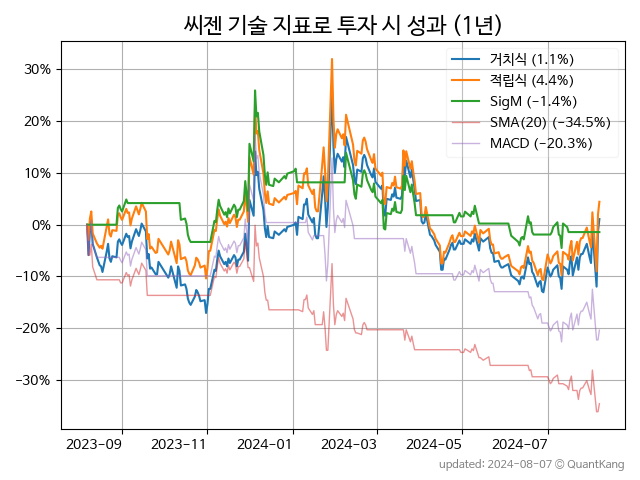 씨젠 기술 지표로 투자 시 성과 (1년)
거치식 (1.1%)
적립식 (4.4%)
SigM (−1.4%)
SMA(20) (−34.5%)
MACD (−20.3%)
30%
20%
10%
0%
−10%
−20%
−30%
2023-09 2023-11 2024-01 2024-03 2024-05 2024-07
updated: 2024-08-07 © QuantKang